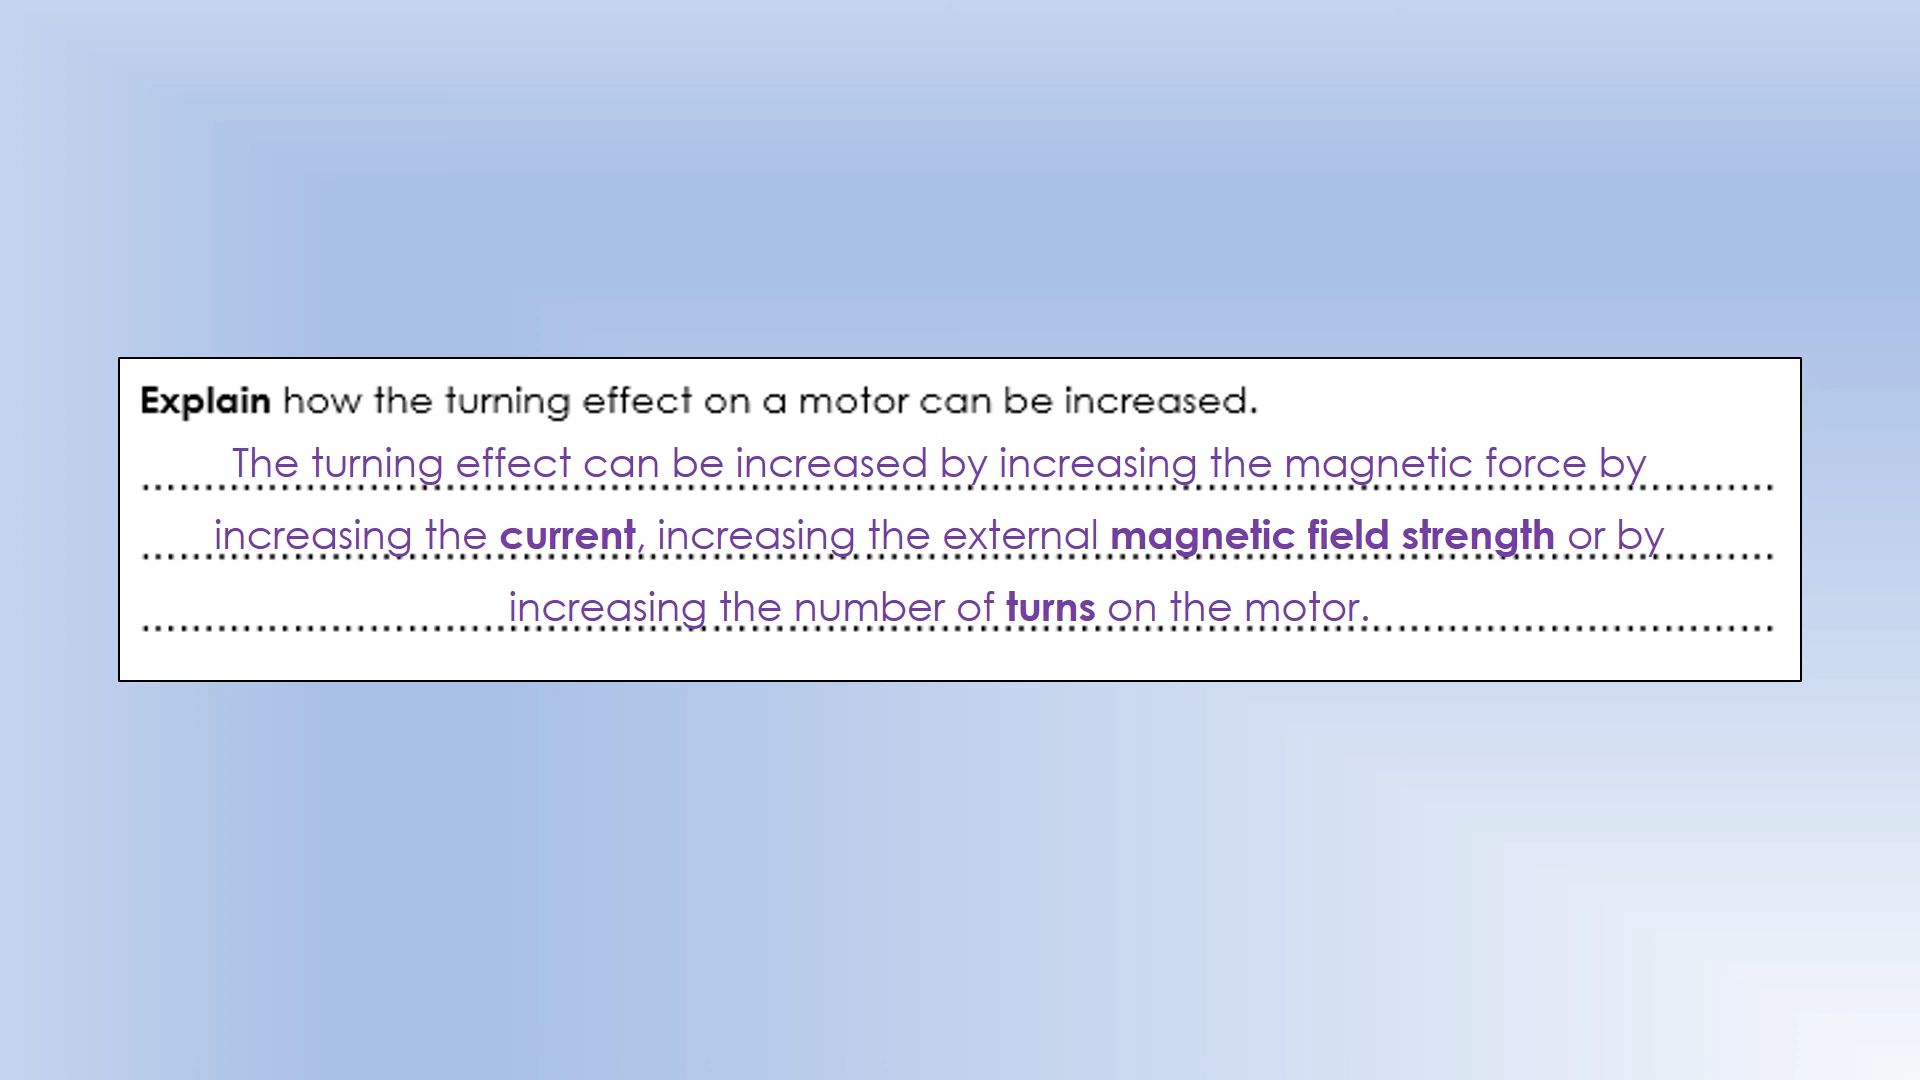 Explain how the turning effect on a motor can be increased.
The turning effect can be increased by increasing the magnetic force by
increasing the current, increasing the external magnetic field strength or by
increasing the number of turns on the motor.